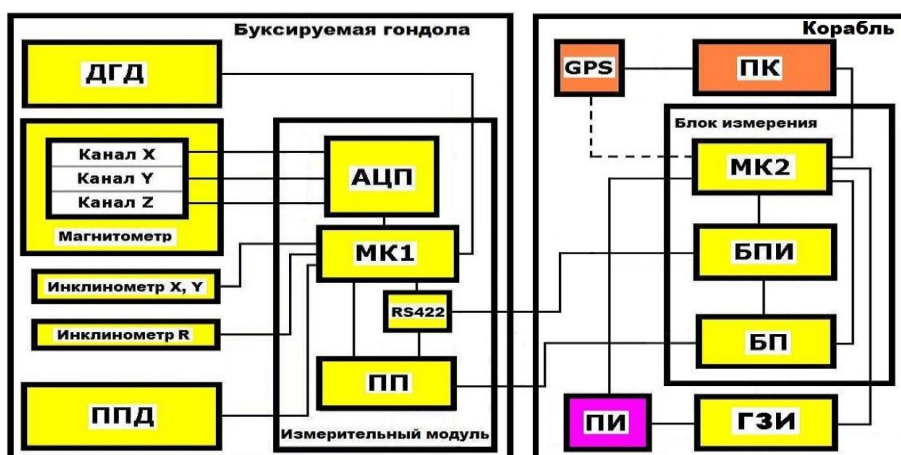 Буксируемая гондола
ДГД
Канал X
Канал Y
Канал Z
Магнитометр
Инклинометр X, Y
Инклинометр R
ППД
АЦП
МК1
RS422
ПП
Измерительный модуль
Корабль
GPS
ПК
Блок измерения
МК2
БПИ
БП
ПИ
ГЗИ